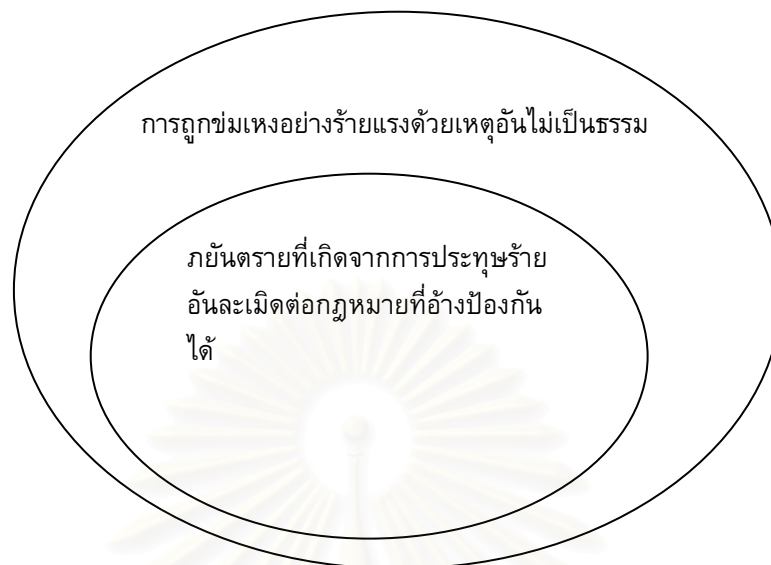 การถูกข่มเหงอย่างร้ายแรงด้วยเหตุอันไม่เป็นธรรม
ภยันตรายที่เกิดจากการประทุษร้าย
อันละเมิดต่อกฎหมายที่อ้างป้องกัน
ได้